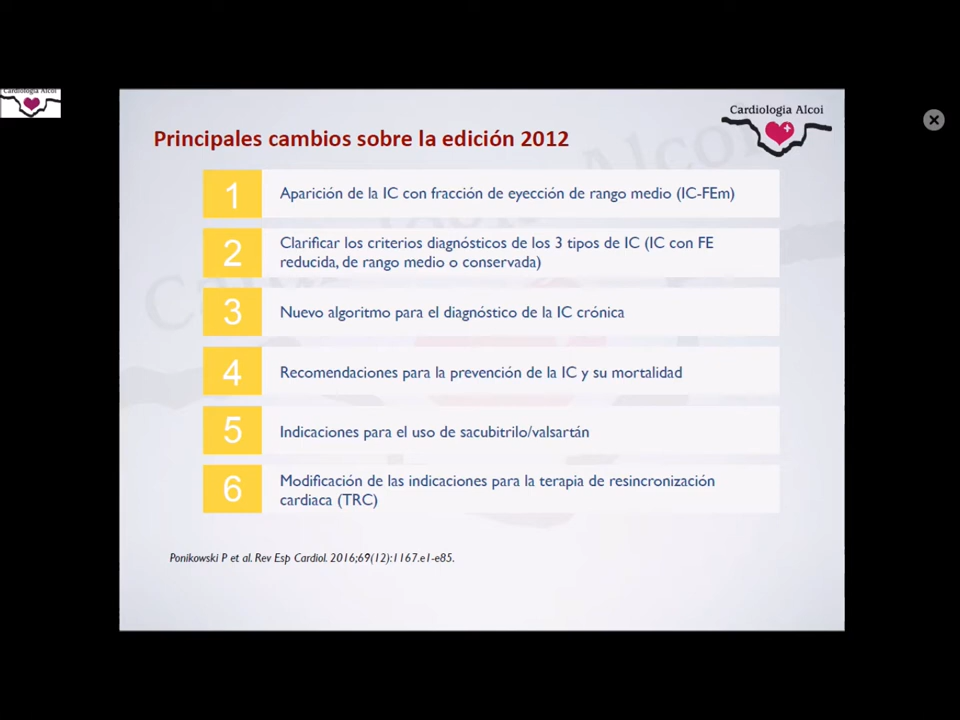 Cardiología Alcoi
Cardiología Alcoi
Principales cambios sobre la edición 2012
1
Aparición de la IC con fracción de eyección de rango medio (IC-FEm)
2
Clarificar los criterios diagnósticos de los 3 tipos de IC (IC con FE
reducida, de rango medio o conservada)
3
Nuevo algoritmo para el diagnóstico de la IC crónica
4
Recomendaciones para la prevención de la IC y su mortalidad
5
Indicaciones para el uso de sacubitrilo/valsartán
6
Modificación de las indicaciones para la terapia de resincronización
cardiaca (TRC)
Ponikowski P et al. Rev Esp Cardiol. 2016;69(12):1167.e1-e85.